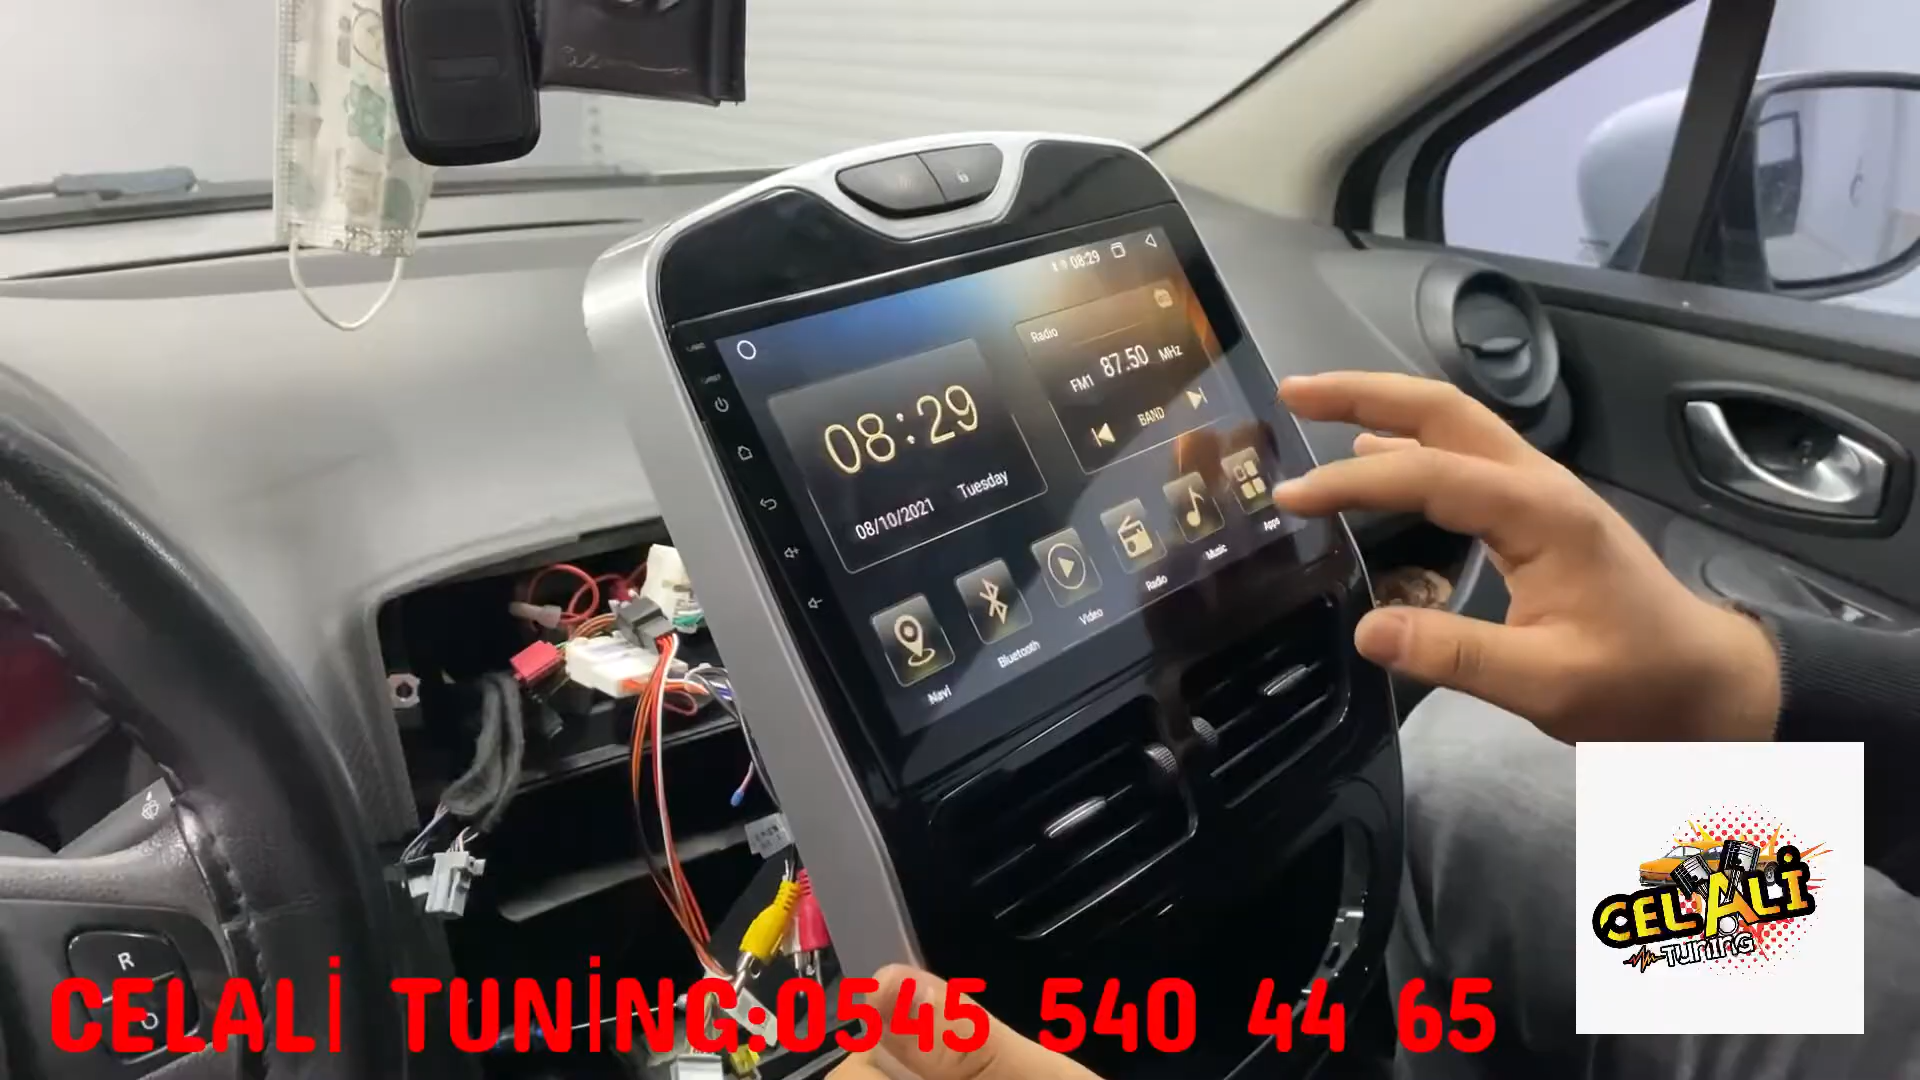 08:29
Radio
FM1 87.50 MHz
BAND
08:29
08/10/2021 Tuesday
Navi
Bluetooth
Video
Radio
Music
Apps
R
O
CELALİ
TUNING
CELALİ TUNİNG:0545 540 44 65